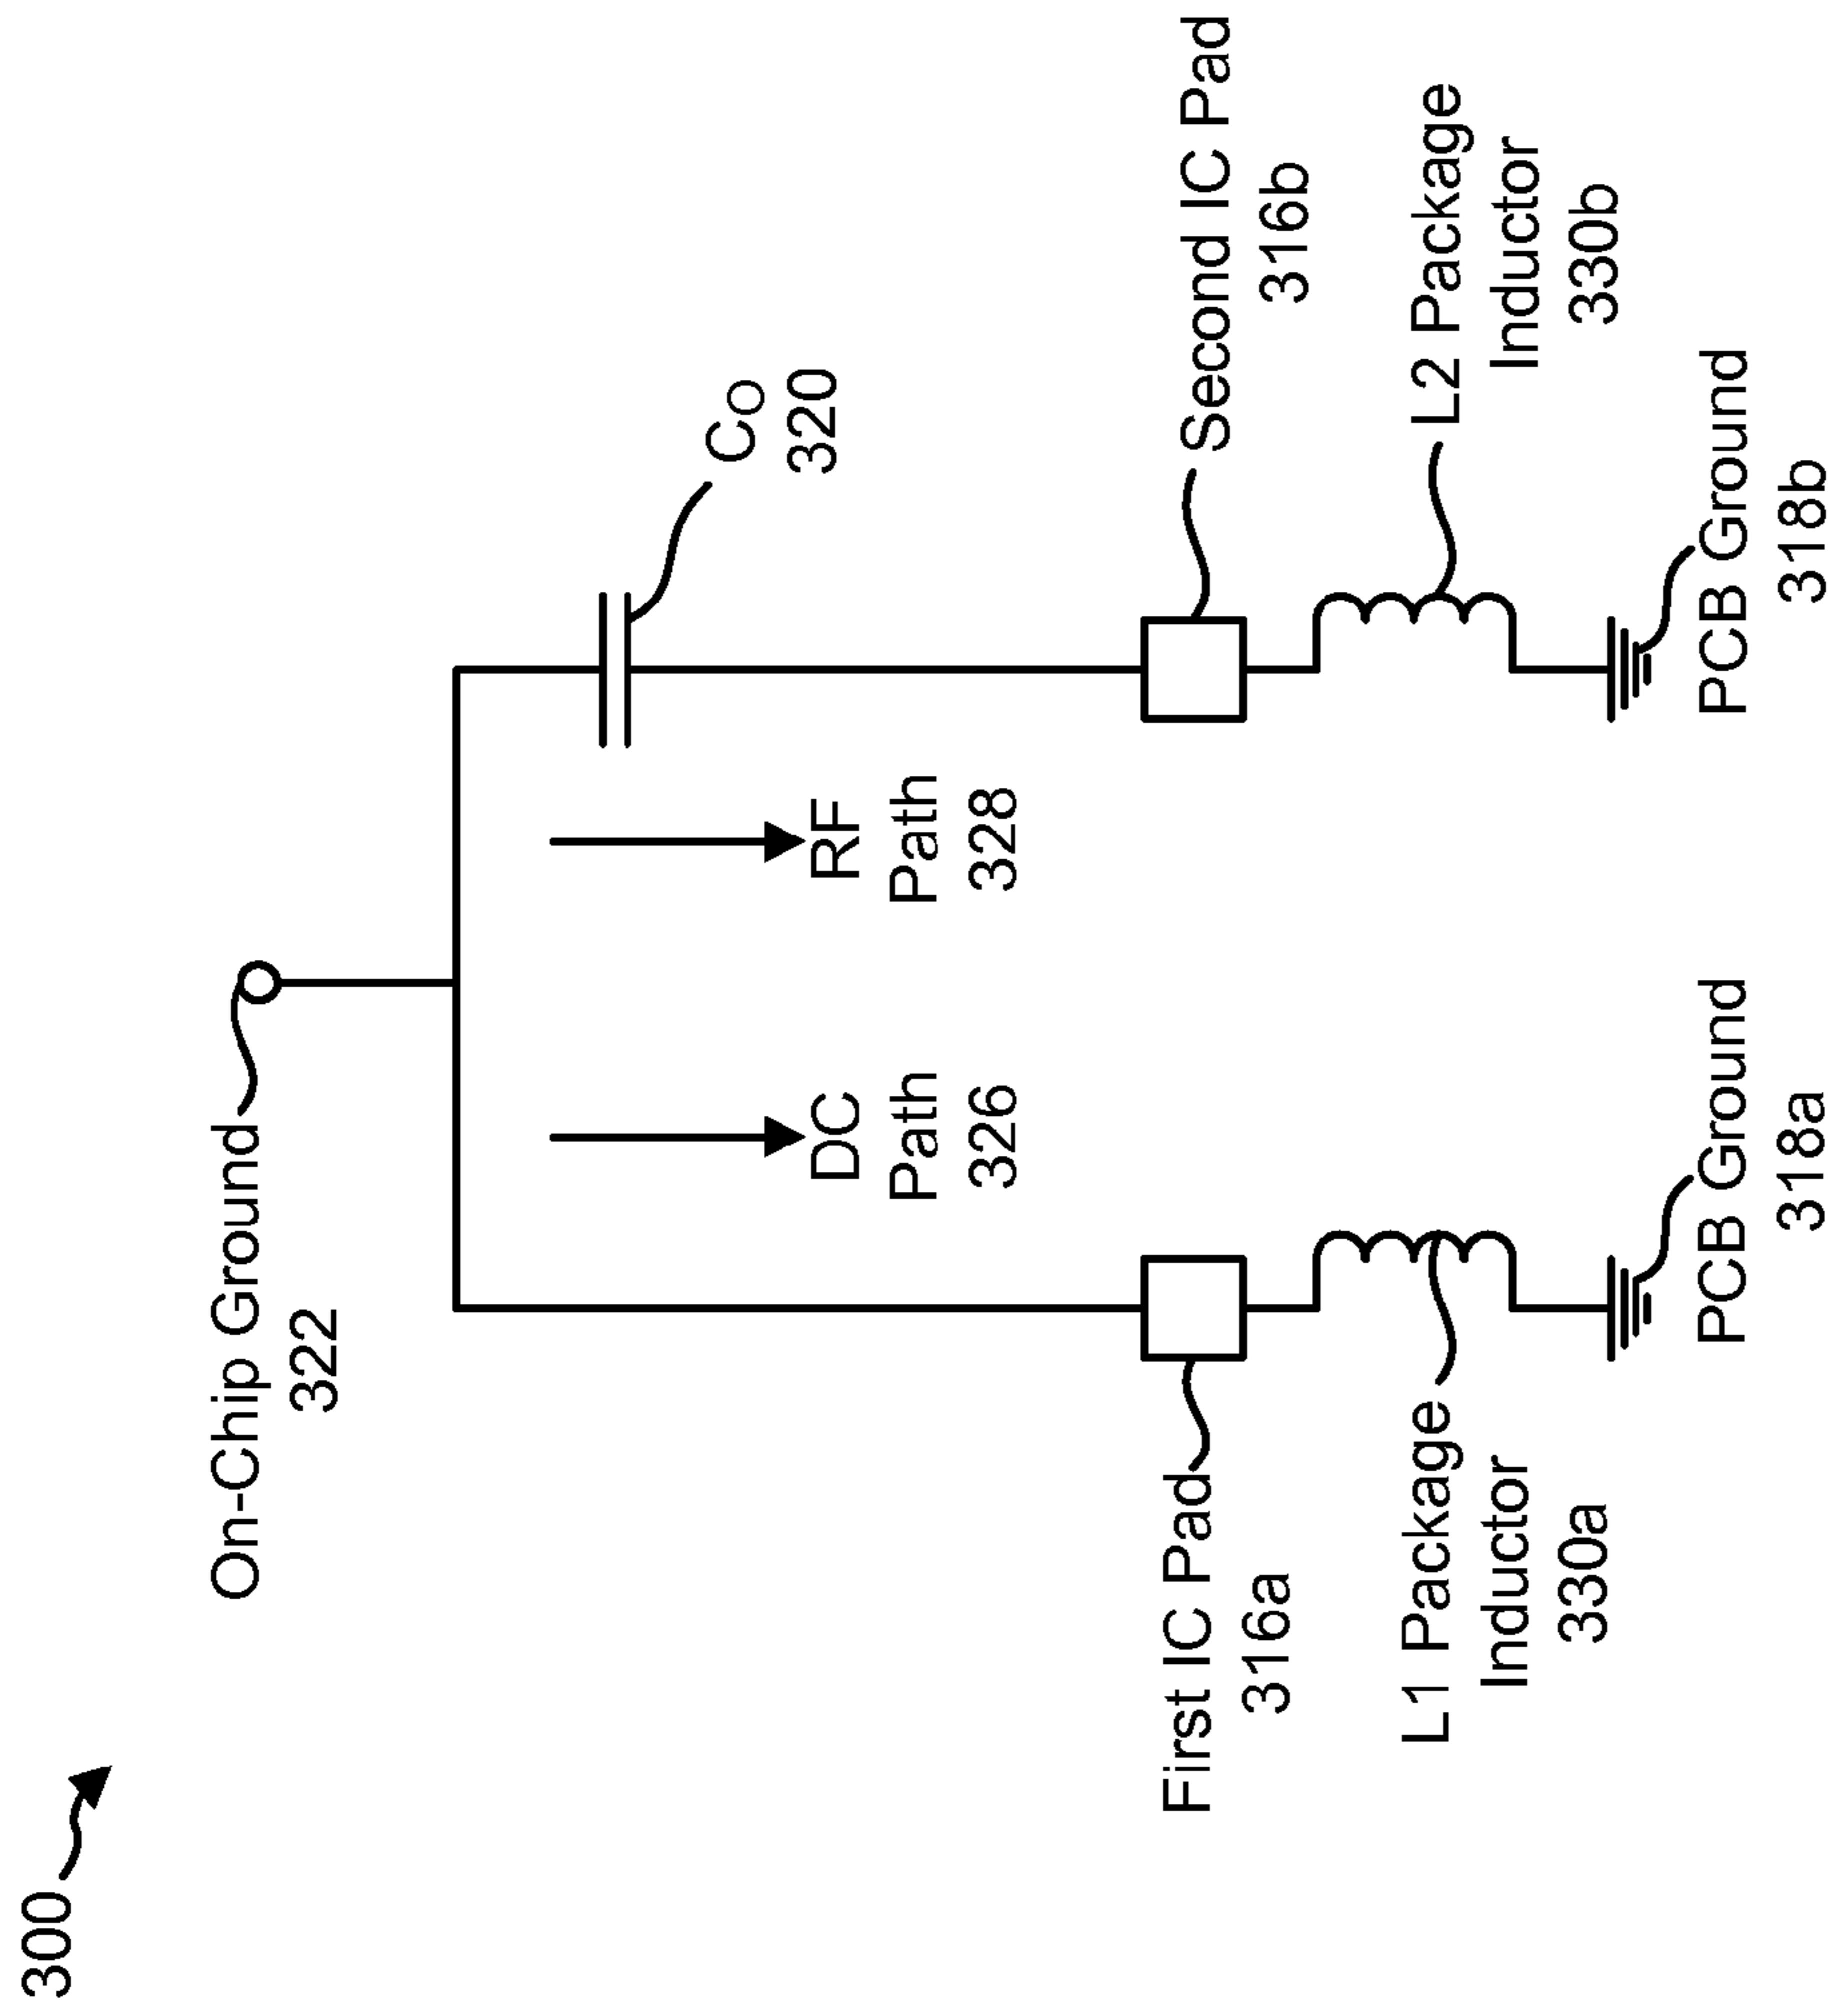 300
On-Chip Ground
322
DC
Path
326
RF
Path
328
Co
320
First IC Pad
316a
Second IC Pad
316b
L1 Package
Inductor
330a
L2 Package
Inductor
330b
PCB Ground
318a
PCB Ground
318b